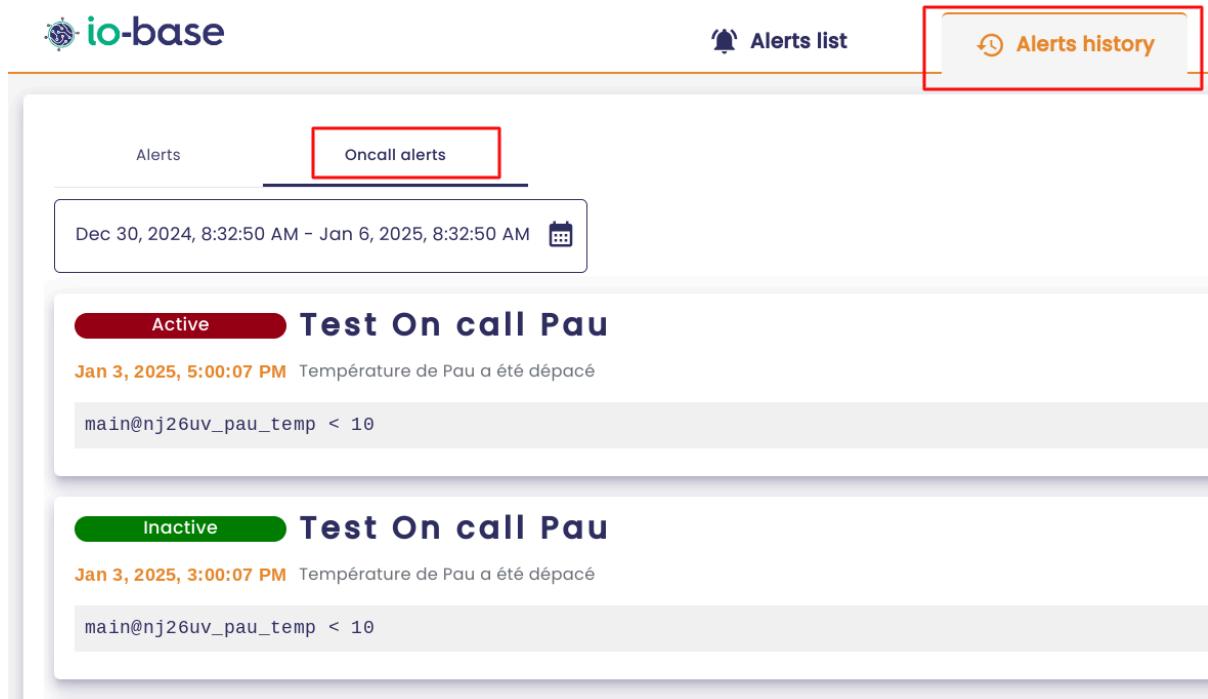 io-base
Alerts list
Alerts history
Alerts
Oncall alerts
Dec 30, 2024, 8:32:50 AM - Jan 6, 2025, 8:32:50 AM
Active Test On call Pau
Jan 3, 2025, 5:00:07 PM Température de Pau a été dépacé
main@nj26uv_pau_temp < 10
Inactive Test On call Pau
Jan 3, 2025, 3:00:07 PM Température de Pau a été dépacé
main@nj26uv_pau_temp < 10